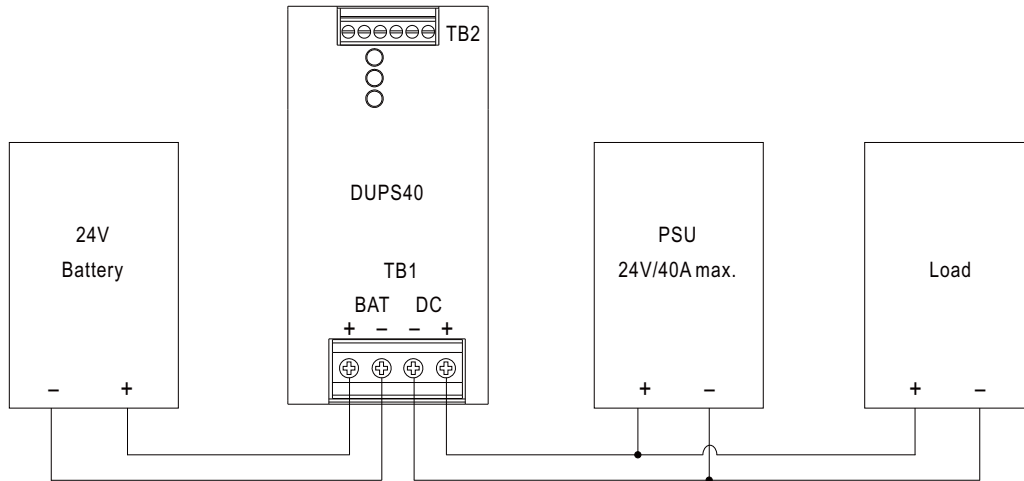 TB2
DUPS40
24V
Battery
PSU
24V/40A max.
Load
TB1
BAT DC
+ – – +
– +
+ –
+ –